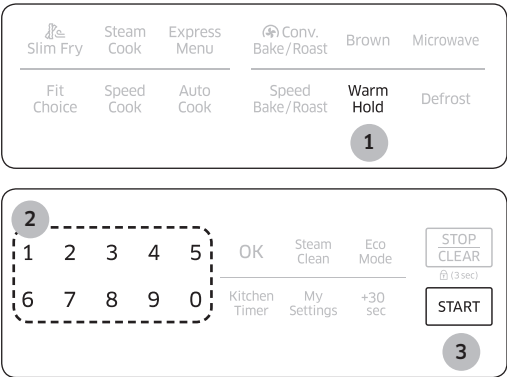 Slim Fry
Steam
Cook
Express
Menu
Conv.
Bake/Roast
Brown
Microwave
Fit
Choice
Speed
Cook
Auto
Cook
Speed
Bake/Roast
Warm
Hold
Defrost
1
2
1 2 3 4 5
OK
Steam
Clean
Eco
Mode
STOP
CLEAR
(3 sec)
6 7 8 9 0
Kitchen
Timer
My
Settings
+30
sec
START
3